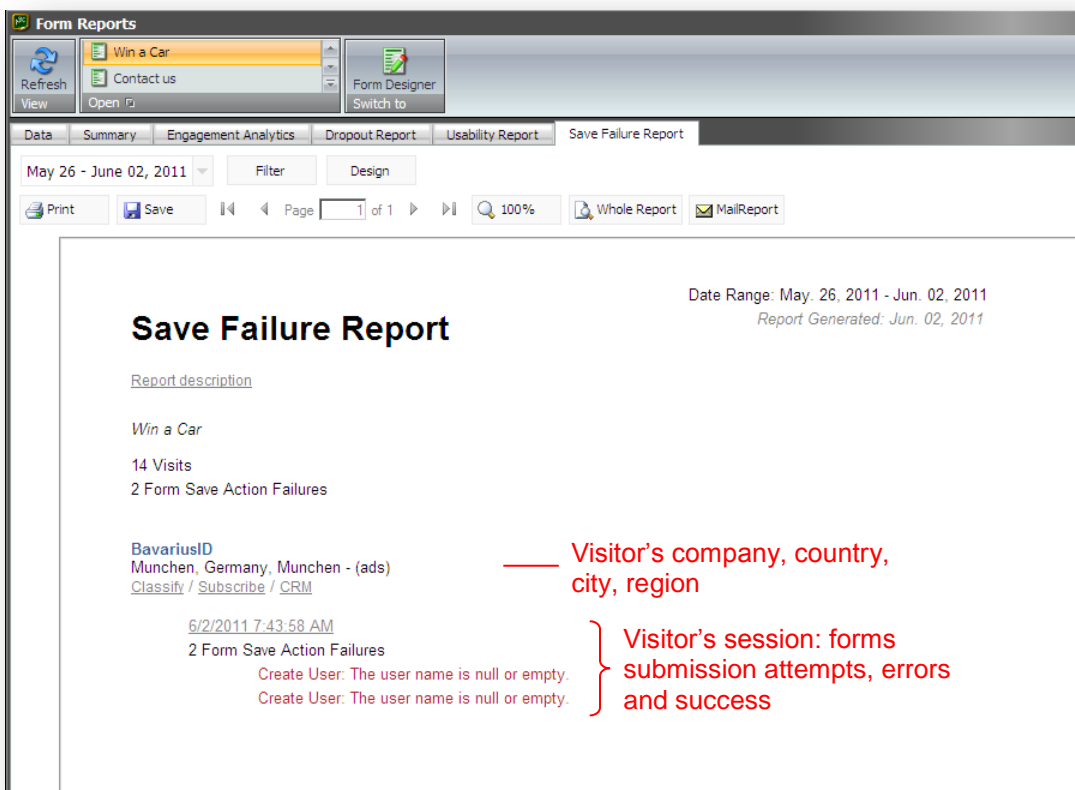 Form Reports
Win a Car
Contact us
Refresh
Form Designer
View
Open
Switch to
Data
Summary
Engagement Analytics
Dropout Report
Usability Report
Save Failure Report
May 26 - June 02, 2011
Filter
Design
Print
Save
Page 1 of 1
100%
Whole Report
MailReport
Date Range: May. 26, 2011 - Jun. 02, 2011
Save Failure Report
Report Generated: Jun. 02, 2011
Report description
Win a Car
14 Visits
2 Form Save Action Failures
BavariusID
Munchen, Germany, Munchen - (ads)
Classify / Subscribe / CRM
Visitor's company, country,
city, region
6/2/2011 7:43:58 AM
2 Form Save Action Failures
Create User: The user name is null or empty.
Create User: The user name is null or empty.
Visitor's session: forms
submission attempts, errors
and success